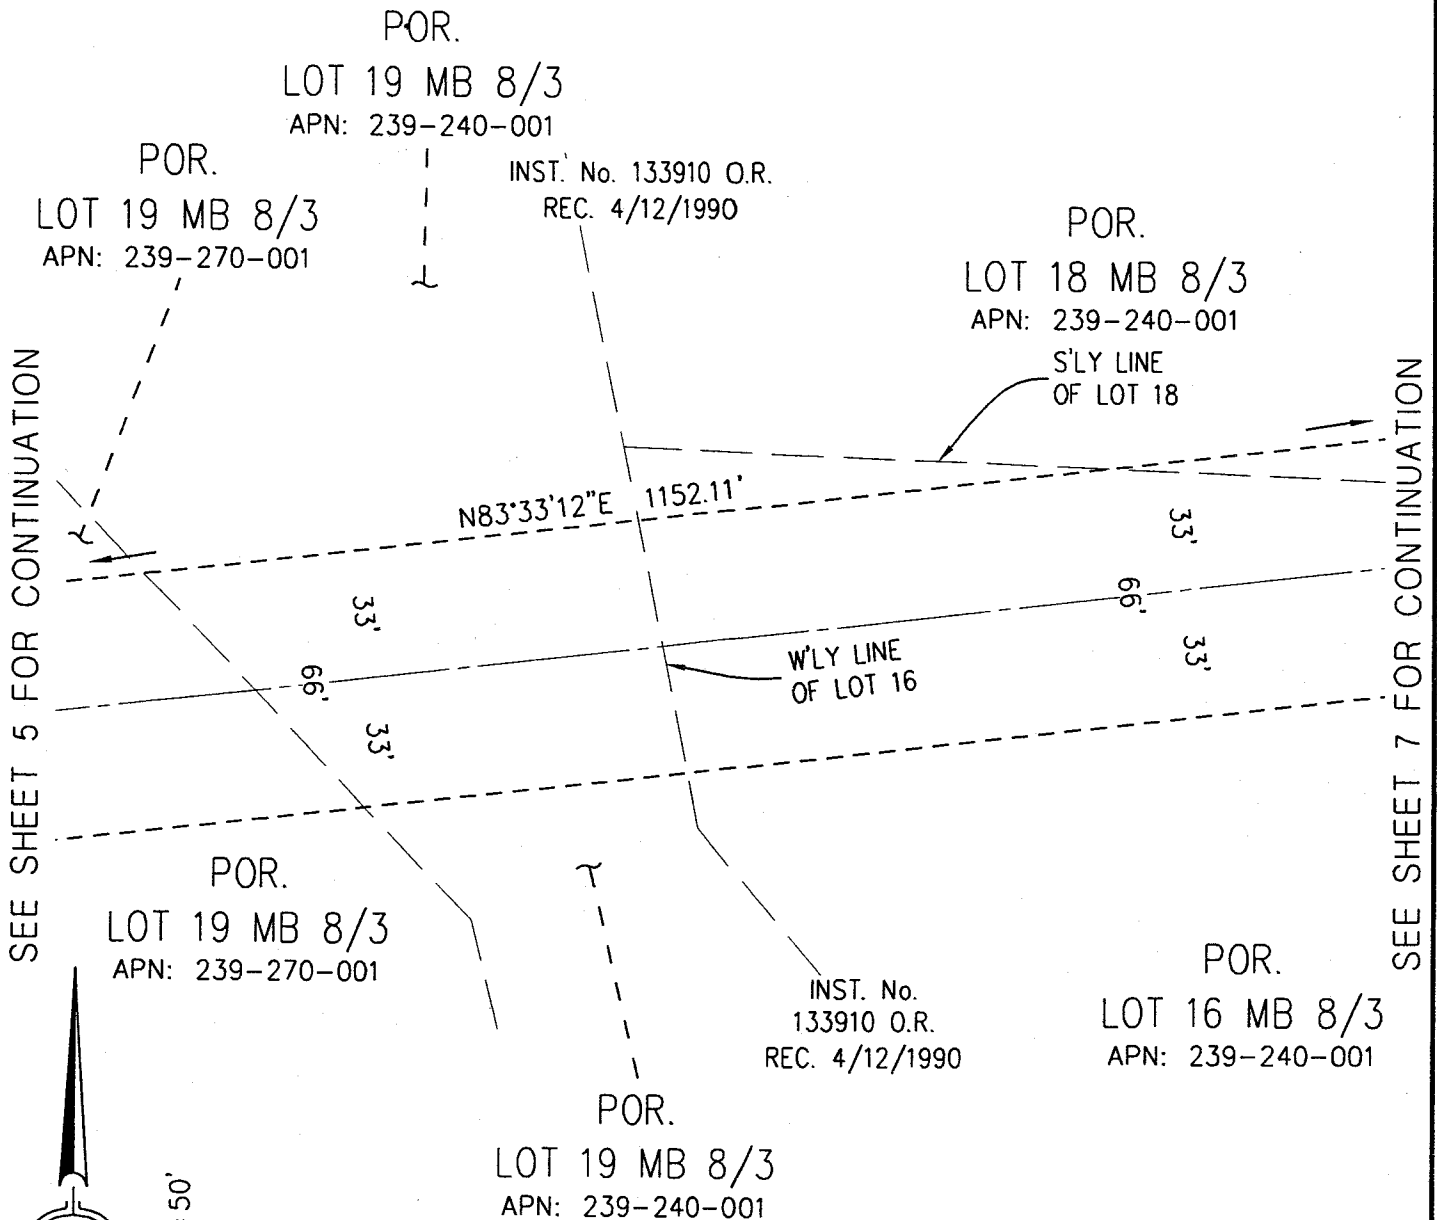 POR.
LOT 19 MB 8/3
APN: 239-240-001
POR.
LOT 19 MB 8/3
APN: 239-270-001
INST. No. 133910 O.R.
REC. 4/12/1990
POR.
LOT 18 MB 8/3
APN: 239-240-001
S'LY LINE
OF LOT 18
SEE SHEET 5 FOR CONTINUATION
SEE SHEET 7 FOR CONTINUATION
N83°33'12"E 1152.11'
33'
66'
33'
33'
66'
33'
W'LY LINE
OF LOT 16
POR.
LOT 19 MB 8/3
APN: 239-270-001
INST. No.
133910 O.R.
REC. 4/12/1990
POR.
LOT 16 MB 8/3
APN: 239-240-001
POR.
LOT 19 MB 8/3
APN: 239-240-001
50'